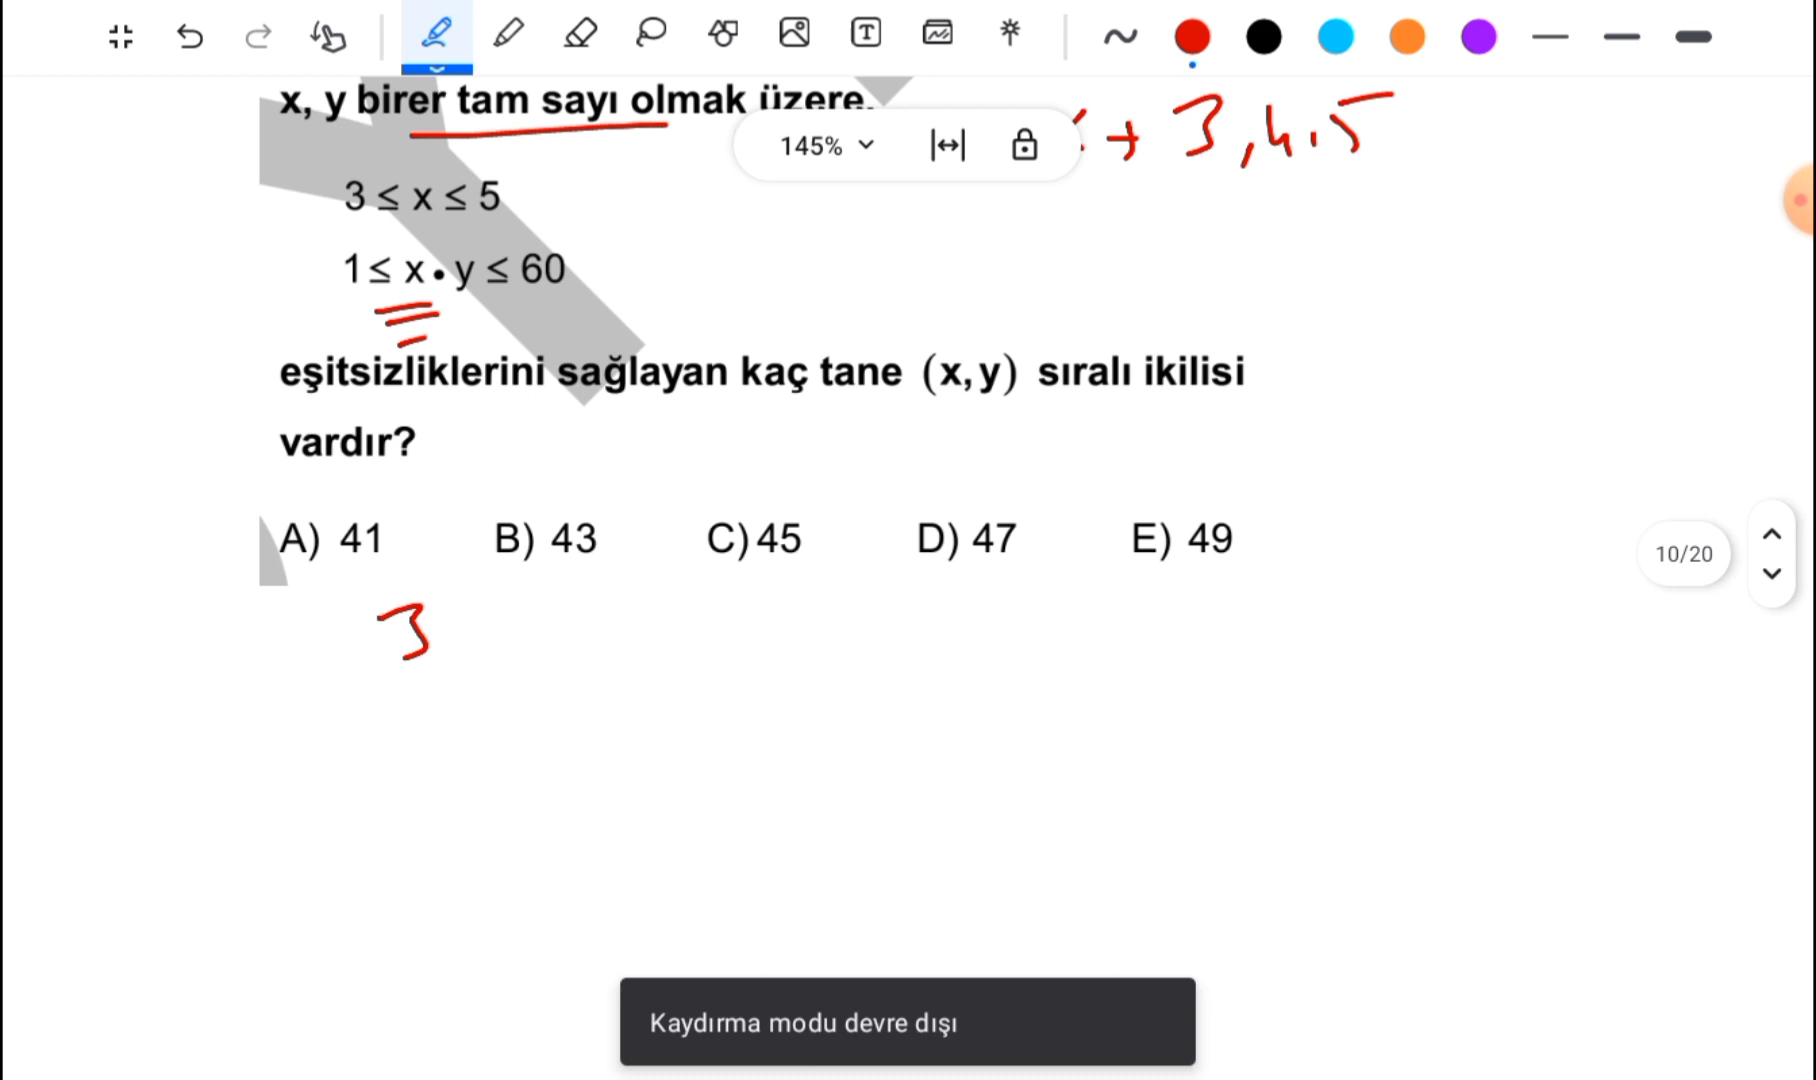 x, y birer tam sayı olmak üzere,
+ 3,4.5
145%
3 ≤ x ≤ 5
1 ≤ x • y ≤ 60
eşitsizliklerini sağlayan kaç tane (x, y) sıralı ikilisi
vardır?
A) 41 B) 43 C) 45 D) 47 E) 49
10/20
3
Kaydırma modu devre dışı